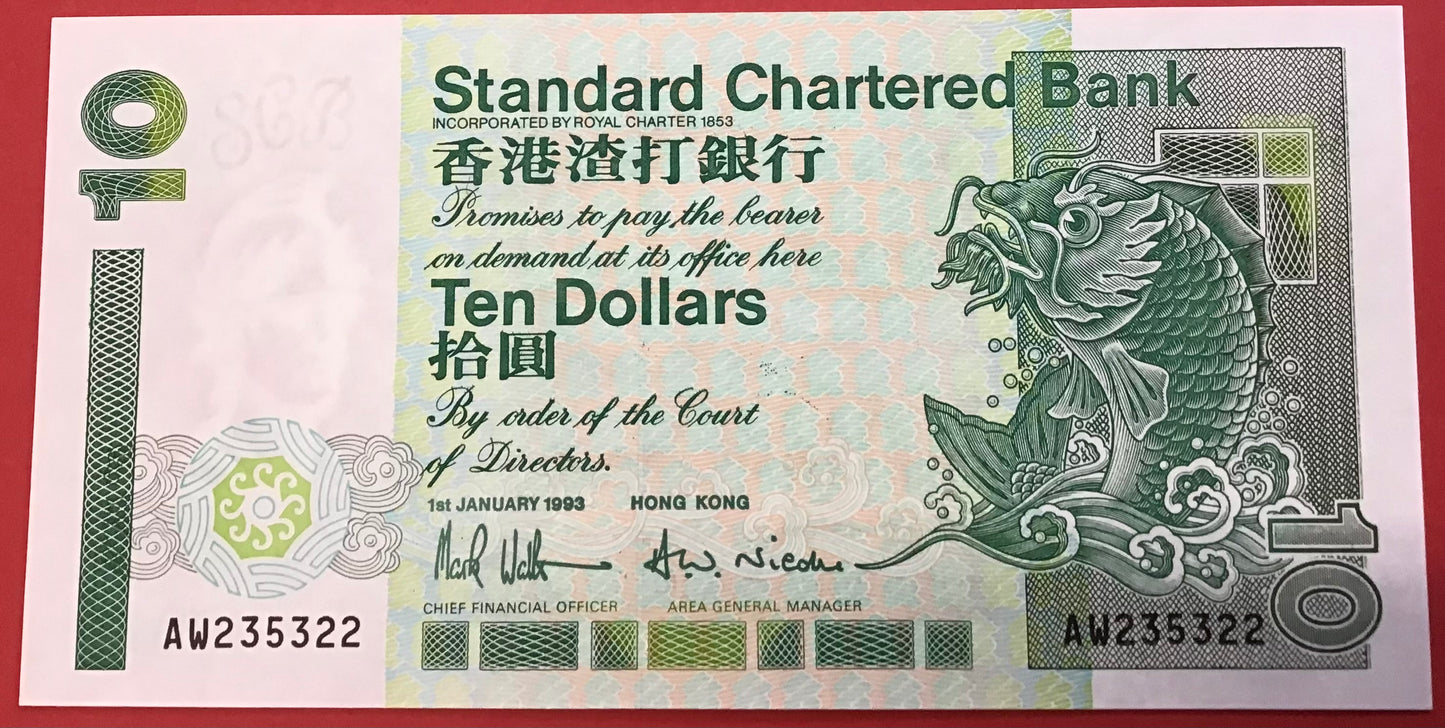 10
SCB
Standard Chartered Bank
INCORPORATED BY ROYAL CHARTER 1853
香港渣打銀行
Promises to pay the bearer
on demand at its office here
Ten Dollars
拾圓
By order of the Court
of Directors.
1st JANUARY 1993 HONG KONG
CHIEF FINANCIAL OFFICER AREA GENERAL MANAGER
AW235322
AW235322
10